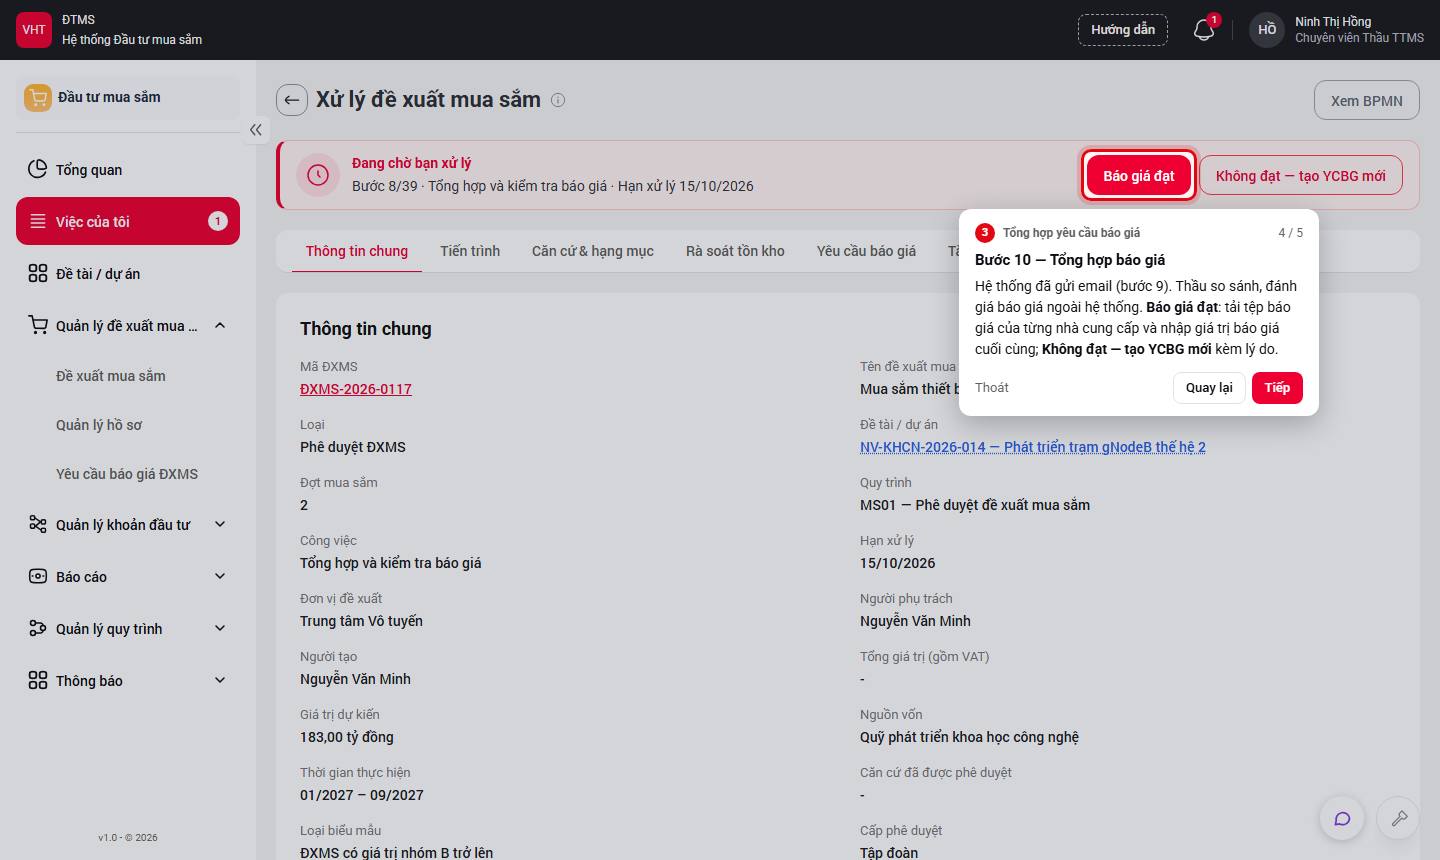 VHT
ĐTMS
Hệ thống Đầu tư mua sắm
Hướng dẫn
1
HỒ
Ninh Thị Hồng
Chuyên viên Thầu TTMS
Đầu tư mua sắm
Tổng quan
Việc của tôi
1
Đề tài / dự án
Quản lý đề xuất mua ...
Đề xuất mua sắm
Quản lý hồ sơ
Yêu cầu báo giá ĐXMS
Quản lý khoản đầu tư
Báo cáo
Quản lý quy trình
Thông báo
v1.0 - © 2026
Xử lý đề xuất mua sắm
Xem BPMN
Đang chờ bạn xử lý
Bước 8/39 · Tổng hợp và kiểm tra báo giá · Hạn xử lý 15/10/2026
Báo giá đạt
Không đạt — tạo YCBG mới
Thông tin chung
Tiến trình
Căn cứ & hạng mục
Rà soát tồn kho
Yêu cầu báo giá
3
Tổng hợp yêu cầu báo giá
4 / 5
Bước 10 — Tổng hợp báo giá
Hệ thống đã gửi email (bước 9). Thầu so sánh, đánh
giá báo giá ngoài hệ thống. Báo giá đạt: tải tệp báo
giá của từng nhà cung cấp và nhập giá trị báo giá
cuối cùng; Không đạt — tạo YCBG mới kèm lý do.
Thoát
Quay lại
Tiếp
Thông tin chung
Mã ĐXMS
ĐXMS-2026-0117
Tên đề xuất mua
Mua sắm thiết
Loại
Phê duyệt ĐXMS
Đề tài / dự án
NV-KHCN-2026-014 — Phát triển trạm gNodeB thế hệ 2
Đợt mua sắm
2
Quy trình
MS01 — Phê duyệt đề xuất mua sắm
Công việc
Tổng hợp và kiểm tra báo giá
Hạn xử lý
15/10/2026
Đơn vị đề xuất
Trung tâm Vô tuyến
Người phụ trách
Nguyễn Văn Minh
Người tạo
Nguyễn Văn Minh
Tổng giá trị (gồm VAT)
-
Giá trị dự kiến
183,00 tỷ đồng
Nguồn vốn
Quỹ phát triển khoa học công nghệ
Thời gian thực hiện
01/2027 – 09/2027
Căn cứ đã được phê duyệt
-
Loại biểu mẫu
ĐXMS có giá trị nhóm B trở lên
Cấp phê duyệt
Tập đoàn